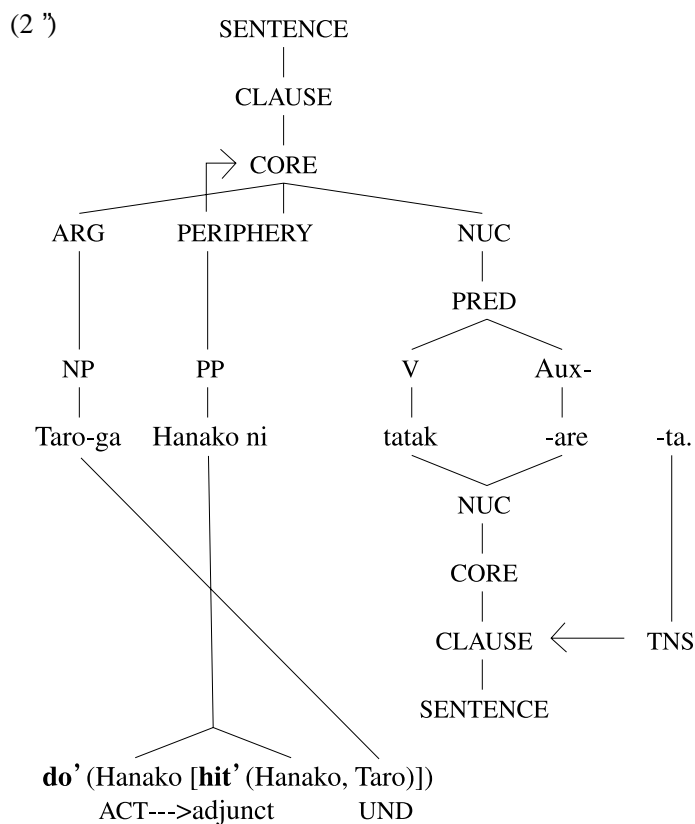 (2 ”)
SENTENCE
CLAUSE
CORE
ARG PERIPHERY NUC
PRED
NP PP V Aux-
Taro-ga Hanako ni tatak -are -ta.
NUC
CORE
CLAUSE TNS
SENTENCE
do’ (Hanako [hit’ (Hanako, Taro)])
ACT--->adjunct UND